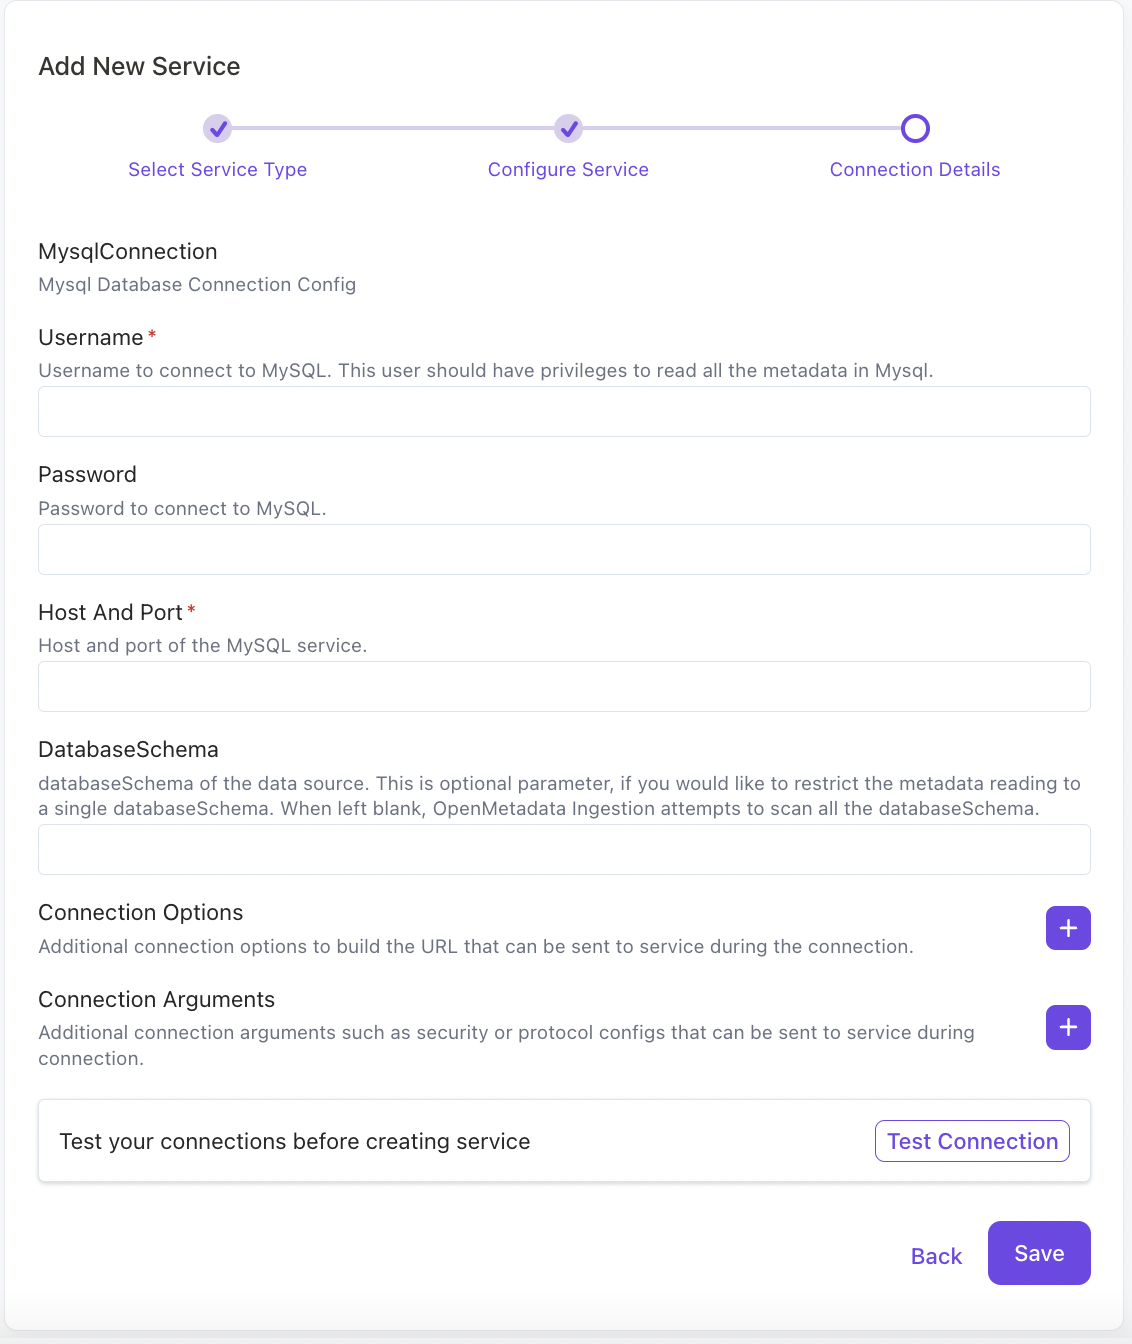 Add New Service
Select Service Type
Configure Service
Connection Details
MysqlConnection
Mysql Database Connection Config
Username*
Username to connect to MySQL. This user should have privileges to read all the metadata in Mysql.
Password
Password to connect to MySQL.
Host And Port*
Host and port of the MySQL service.
DatabaseSchema
databaseSchema of the data source. This is optional parameter, if you would like to restrict the metadata reading to
a single databaseSchema. When left blank, OpenMetadata Ingestion attempts to scan all the databaseSchema.
Connection Options
Additional connection options to build the URL that can be sent to service during the connection.
Connection Arguments
Additional connection arguments such as security or protocol configs that can be sent to service during
connection.
Test your connections before creating service
Test Connection
Back
Save